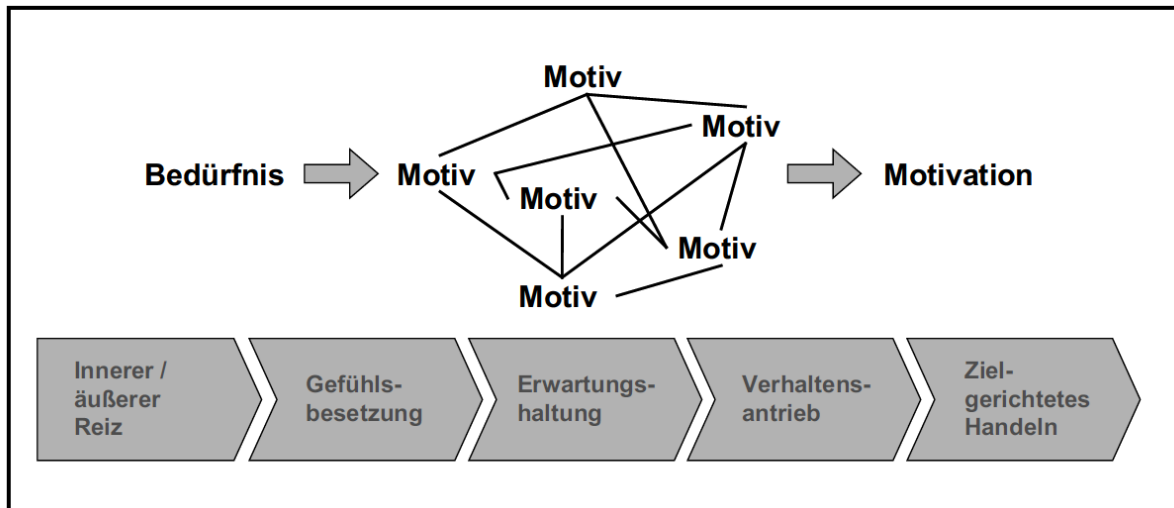 Motiv
Motiv
Bedürfnis
Motiv
Motivation
Motiv
Motiv
Motiv
Innerer /
äußerer
Reiz
Gefühls-
besetzung
Erwartungs-
haltung
Verhaltens-
antrieb
Ziel-
gerichtetes
Handeln